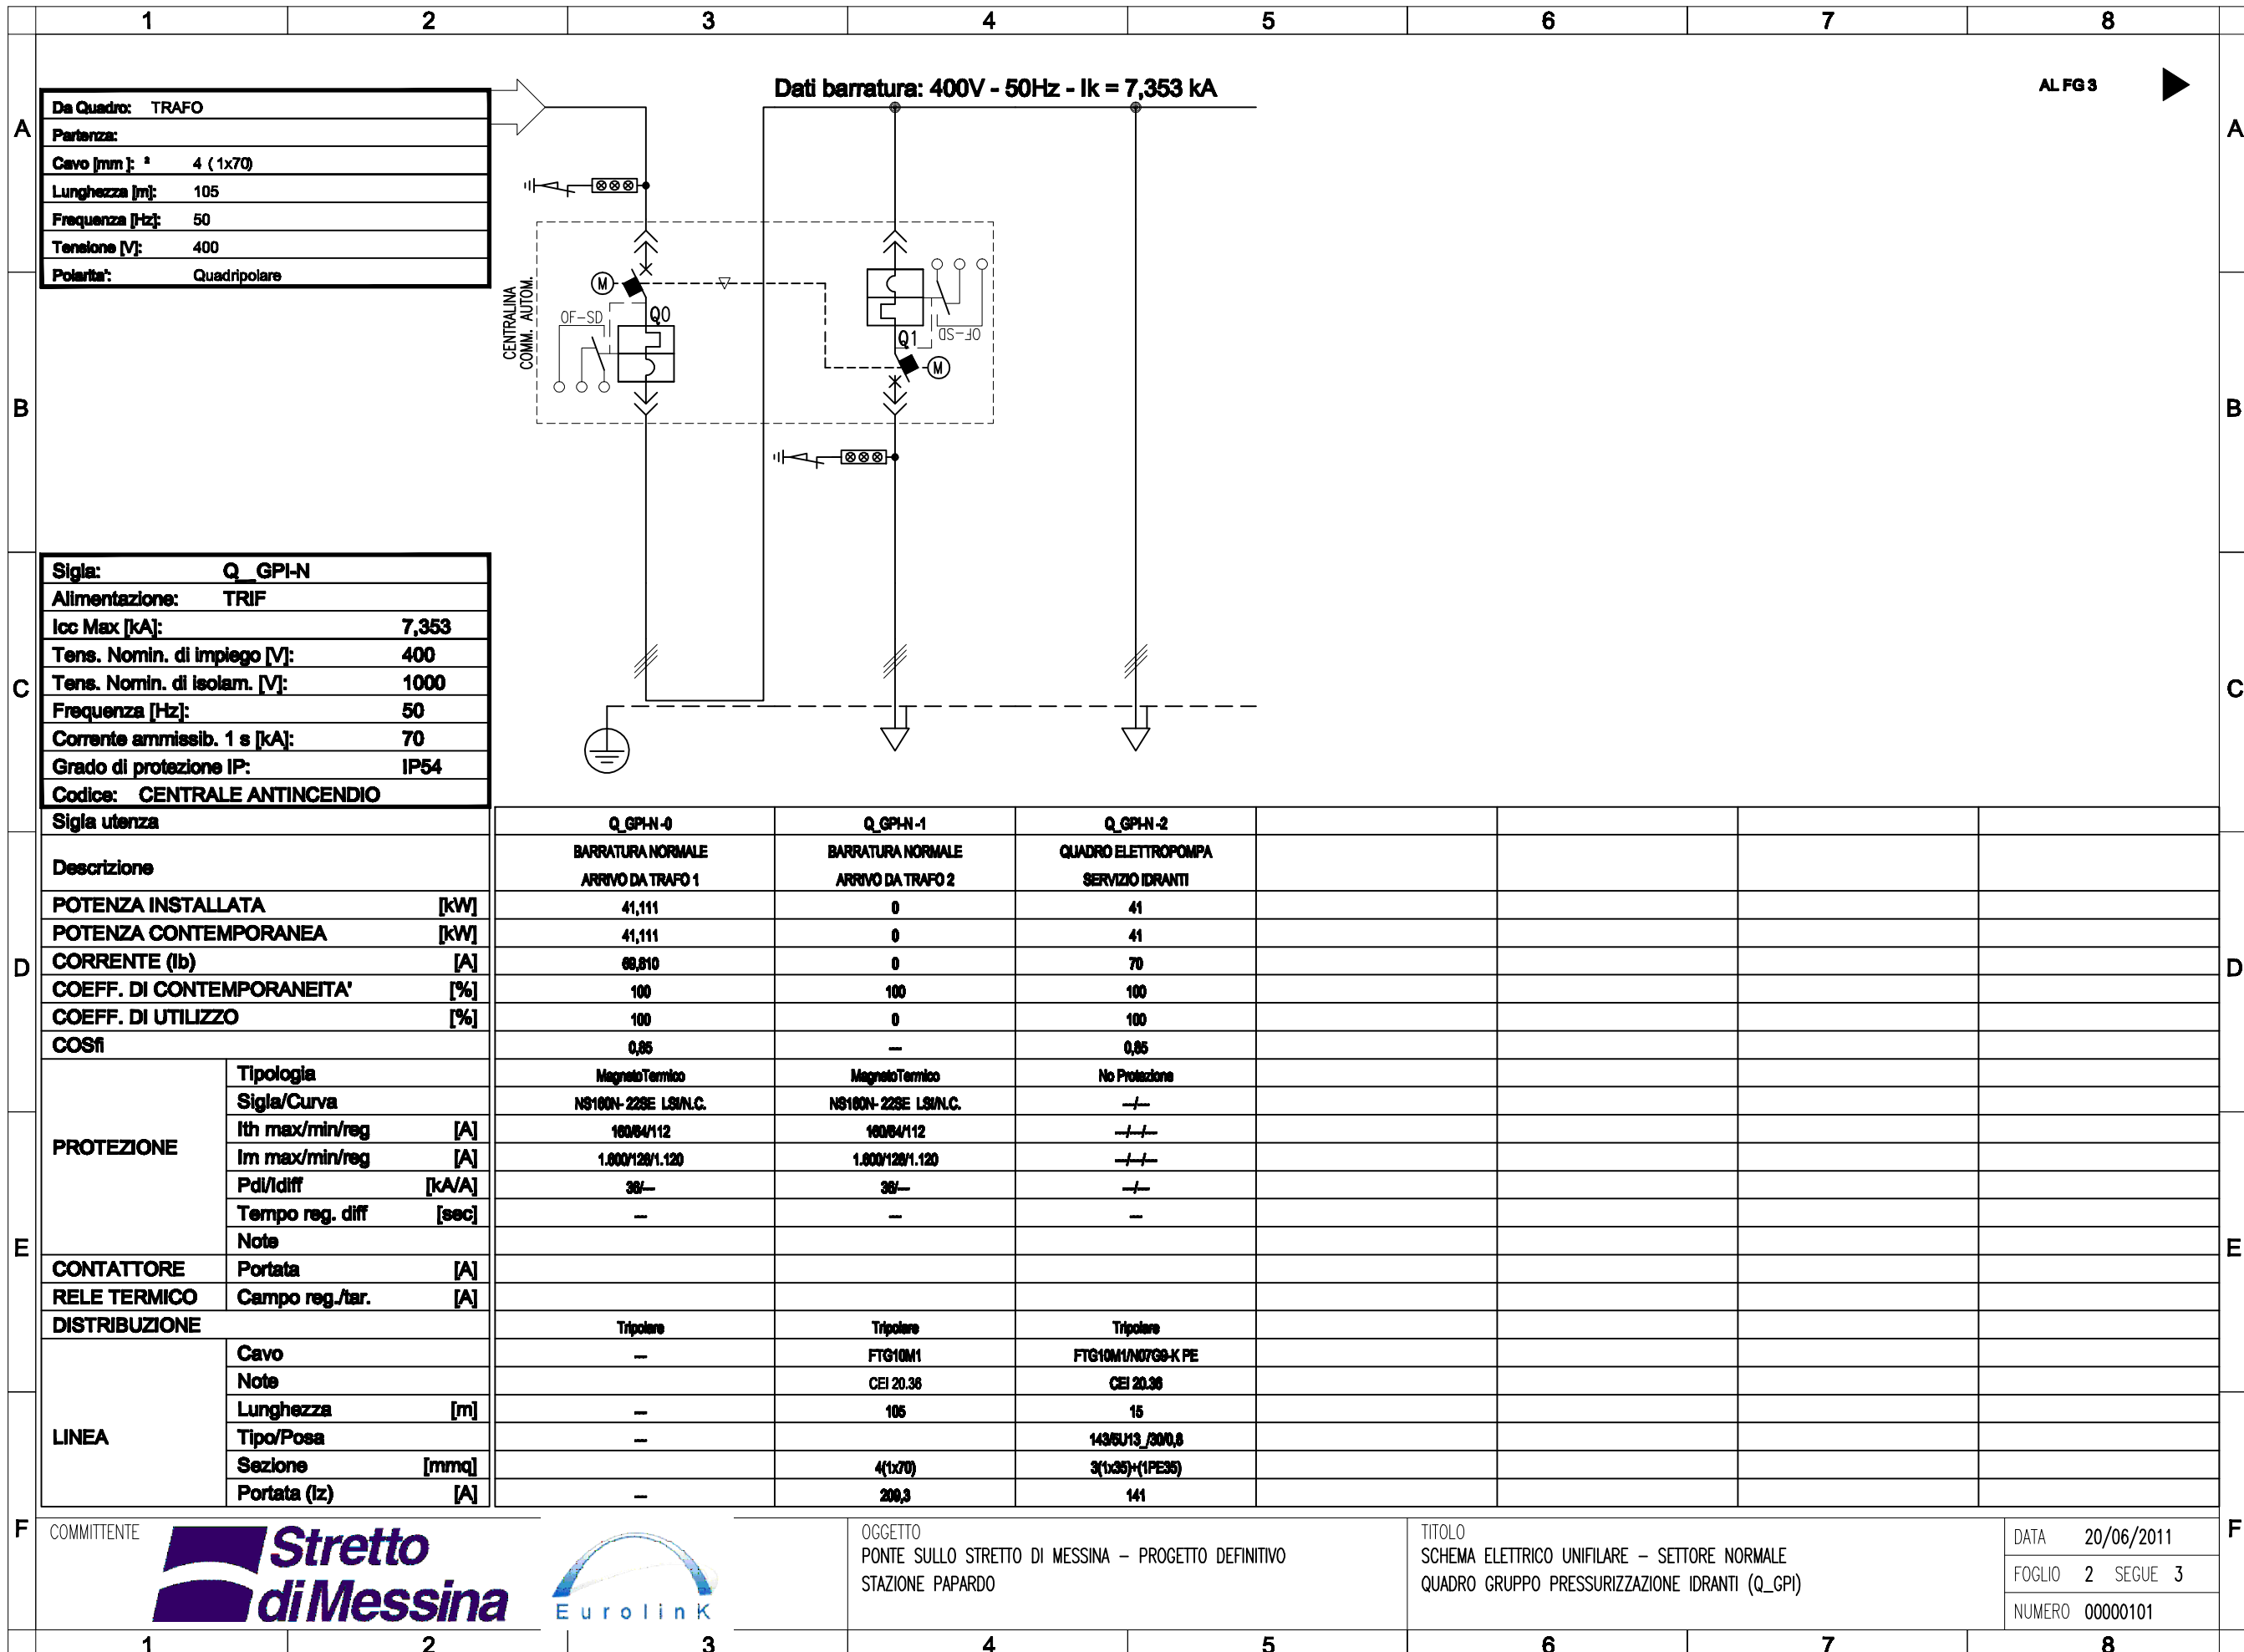 1 2 3 4 5 6 7 8
A A
B B
C C
D D
E E
F F
Da Quadro: TRAFO
Partenza:
Cavo [mm ]: ² 4 ( 1x70)
Lunghezza [m]: 105
Frequenza [Hz]: 50
Tensione [V]: 400
Polarita': Quadripolare
Dati barratura: 400V - 50Hz - Ik = 7,353 kA
AL FG 3
CENTRALINA
COMM. AUTOM.
M
OF-SD
Q0
Q1
OF-SD
M
Sigla: Q_GPI-N
Alimentazione: TRIF
Icc Max [kA]: 7,353
Tens. Nomin. di impiego [V]: 400
Tens. Nomin. di isolam. [V]: 1000
Frequenza [Hz]: 50
Corrente ammissib. 1 s [kA]: 70
Grado di protezione IP: IP54
Codice: CENTRALE ANTINCENDIO
Sigla utenza Q_GPI-N -0 Q_GPI-N -1 Q_GPI-N -2
Descrizione
BARRATURA NORMALE BARRATURA NORMALE QUADRO ELETTROPOMPA
ARRIVO DA TRAFO 1 ARRIVO DA TRAFO 2 SERVIZIO IDRANTI
POTENZA INSTALLATA [kW] 41,111 0 41
POTENZA CONTEMPORANEA [kW] 41,111 0 41
CORRENTE (Ib) [A] 69,810 0 70
COEFF. DI CONTEMPORANEITA' [%] 100 100 100
COEFF. DI UTILIZZO [%] 100 0 100
COSfi 0,85 --- 0,85
PROTEZIONE
Tipologia MagnetoTermico MagnetoTermico No Protezione
Sigla/Curva NS160N- 22SE LSI/N.C. NS160N- 22SE LSI/N.C. ---/---
Ith max/min/reg [A] 160/64/112 160/64/112 ---/---/---
Im max/min/reg [A] 1.600/128/1.120 1.600/128/1.120 ---/---/---
Pdi/Idiff [kA/A] 36/--- 36/--- ---/---
Tempo reg. diff [sec] --- --- ---
Note
CONTATTORE Portata [A]
RELE TERMICO Campo reg./tar. [A]
DISTRIBUZIONE Tripolare Tripolare Tripolare
LINEA
Cavo --- FTG10M1 FTG10M1/N07G9-K PE
Note CEI 20.36 CEI 20.36
Lunghezza [m] --- 105 15
Tipo/Posa --- 143/5U13_/30/0,8
Sezione [mmq] 4(1x70) 3(1x35)+(1PE35)
Portata (Iz) [A] --- 209,3 141
COMMITTENTE
Stretto
di Messina
EurolinK
OGGETTO
PONTE SULLO STRETTO DI MESSINA – PROGETTO DEFINITIVO
STAZIONE PAPARDO
TITOLO
SCHEMA ELETTRICO UNIFILARE – SETTORE NORMALE
QUADRO GRUPPO PRESSURIZZAZIONE IDRANTI (Q_GPI)
DATA 20/06/2011
FOGLIO 2 SEGUE 3
NUMERO 00000101
1 2 3 4 5 6 7 8